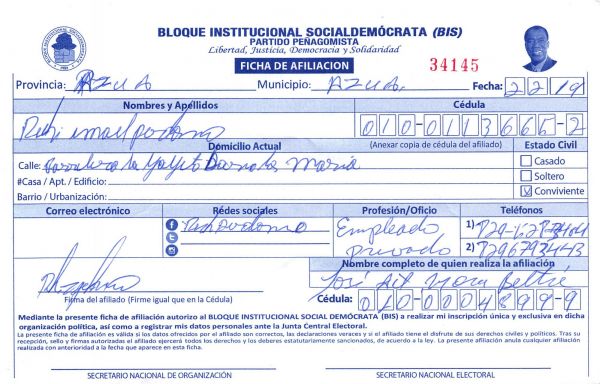 BLOQUE INSTITUCIONAL SOCIALDEMÓCRATA (BIS)
PARTIDO PEÑAGOMISTA
Libertad, Justicia, Democracia y Solidaridad
FICHA DE AFILIACION
34145
Provincia: AZUA Municipio: AZUA. Fecha: 2 2 19
Nombres y Apellidos Cédula
010-0113665-2
Domicilio Actual (Anexar copia de cédula del afiliado) Estado Civil
Calle: Carretera María Casado
#Casa / Apt. / Edificio: Soltero
Barrio / Urbanización: Conviviente
Correo electrónico Redes sociales Profesión/Oficio Teléfonos
Empleado 1)
Privado 2)
Nombre completo de quien realiza la afiliación
José
Firma del afiliado (Firme igual que en la Cédula) Cédula: 010-0004899-9
Mediante la presente ficha de afiliación autorizo al BLOQUE INSTITUCIONAL SOCIAL DEMÓCRATA (BIS) a realizar mi inscripción única y exclusiva en dicha
organización política, así como a registrar mis datos personales ante la Junta Central Electoral.
La presente ficha de afiliación es válida y si los datos ofrecidos por el afiliado son correctos, las declaraciones veraces y si el afiliado tiene el disfrute de sus derechos civiles y políticos. Tras su
recepción, sello y firmas autorizadas el afiliado ejercerá todos los derechos y los deberes estatutariamente sancionados, de acuerdo a la ley. La presente afiliación anula cualquier afiliación
realizada con anterioridad a la fecha que aparece en esta ficha.
SECRETARIO NACIONAL DE ORGANIZACIÓN SECRETARIO NACIONAL ELECTORAL